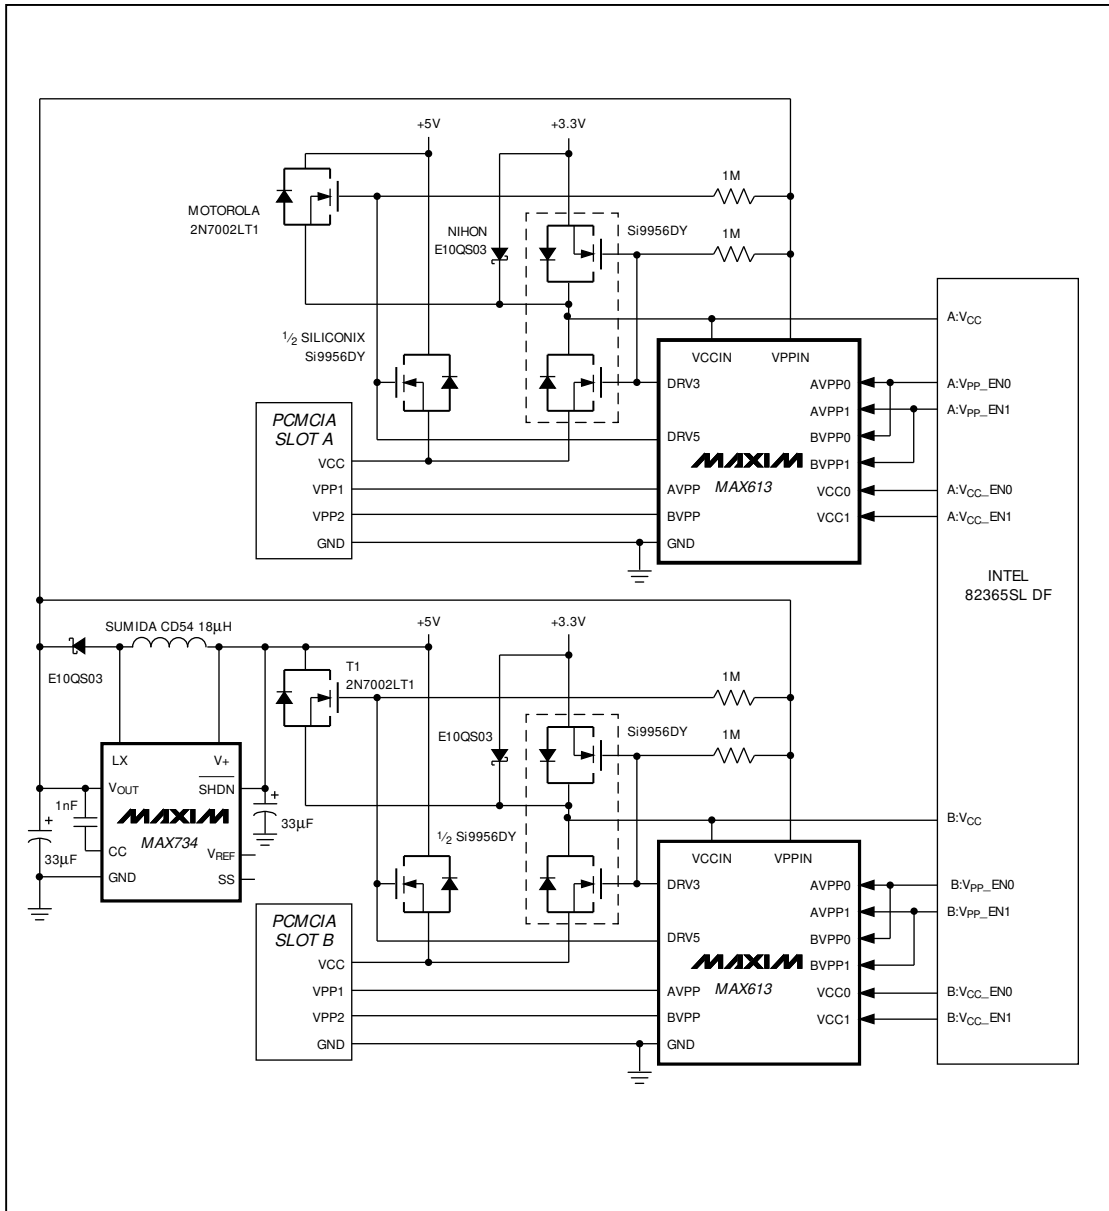 +5V
+3.3V
1M
MOTOROLA
2N7002LT1
NIHON
E10QS03
Si9956DY
1M
A:VCC
½ SILICONIX
Si9956DY
VCCIN
VPPIN
DRV3
AVPP0
A:VPP_EN0
AVPP1
A:VPP_EN1
PCMCIA
SLOT A
DRV5
BVPP0
VCC
MAXIM
BVPP1
MAX613
VPP1
AVPP
VCC0
A:VCC_EN0
VPP2
BVPP
VCC1
A:VCC_EN1
GND
GND
INTEL
82365SL DF
SUMIDA CD54 18µH
+5V
+3.3V
E10QS03
T1
2N7002LT1
1M
E10QS03
Si9956DY
1M
LX
V+
VOUT
SHDN
1nF
MAXIM
MAX734
+
33µF
+
33µF
CC
VREF
GND
SS
½ Si9956DY
B:VCC
VCCIN
VPPIN
DRV3
AVPP0
B:VPP_EN0
AVPP1
B:VPP_EN1
PCMCIA
SLOT B
DRV5
BVPP0
VCC
MAXIM
BVPP1
MAX613
VPP1
AVPP
VCC0
B:VCC_EN0
VPP2
BVPP
VCC1
B:VCC_EN1
GND
GND